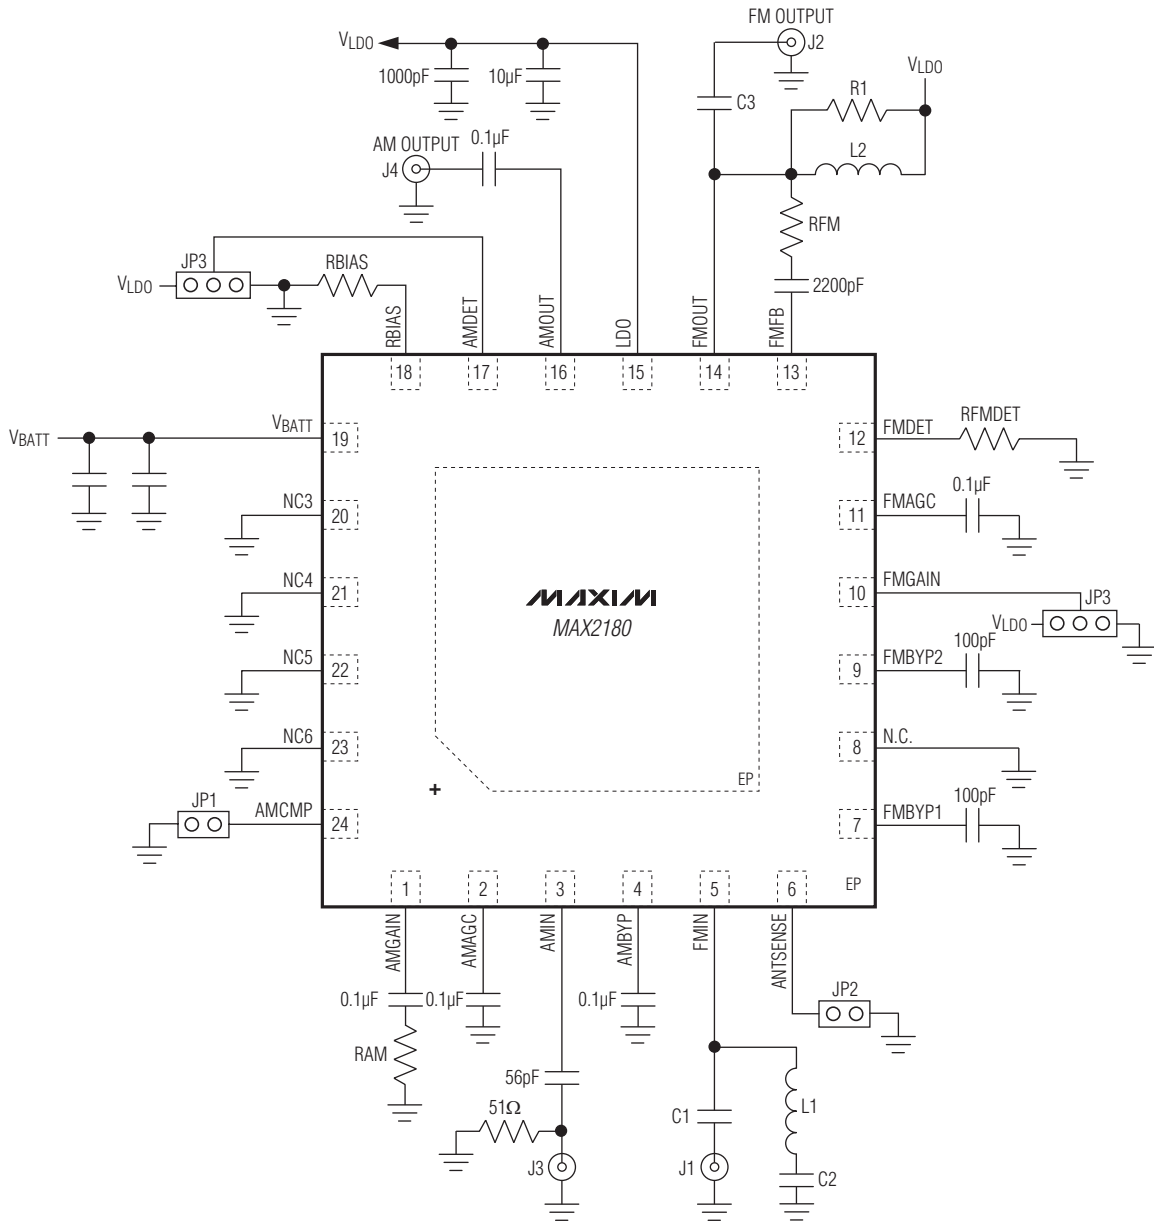 FM OUTPUT
VLDO
J2
1000pF
10µF
C3
R1
VLDO
L2
AM OUTPUT
0.1µF
J4
RFM
JP3
RBIAS
VLDO
2200pF
RBIAS
AMDET
AMOUT
LDO
FMOUT
FMFB
18
17
16
15
14
13
VBATT
VBATT
19
12
FMDET
RFMDET
NC3
20
11
FMAGC
0.1µF
NC4
21
10
FMGAIN
JP3
VLDO
MAXIM
MAX2180
NC5
22
9
FMBYP2
100pF
NC6
23
8
N.C.
EP
+
JP1
AMCMP
24
7
FMBYP1
100pF
EP
1
2
3
4
5
6
AMGAIN
AMAGC
AMIN
AMBYP
FMIN
ANTSENSE
0.1µF
0.1µF
0.1µF
JP2
RAM
56pF
51Ω
J3
C1
J1
L1
C2